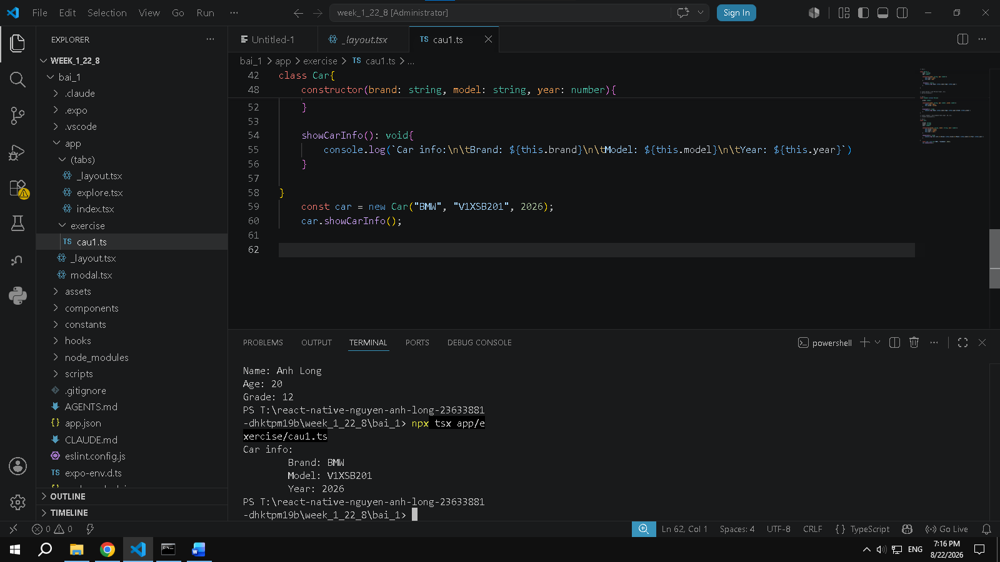 File Edit Selection View Go Run ···
week_1_22_8 [Administrator]
Sign In
EXPLORER
WEEK_1_22_8
bai_1
.claude
.expo
.vscode
app
(tabs)
_layout.tsx
explore.tsx
index.tsx
exercise
TS cau1.ts
_layout.tsx
modal.tsx
assets
components
constants
hooks
node_modules
scripts
.gitignore
AGENTS.md
{} app.json
CLAUDE.md
eslint.config.js
TS expo-env.d.ts
OUTLINE
TIMELINE
Untitled-1
_layout.tsx
TS cau1.ts
bai_1 > app > exercise > TS cau1.ts > ...
42 class Car{
48 constructor(brand: string, model: string, year: number){
52 }
53
54 showCarInfo(): void{
55 console.log(`Car info:\n\tBrand: ${this.brand}\n\tModel: ${this.model}\n\tYear: ${this.year}`)
56 }
57
58 }
59 const car = new Car("BMW", "V1XSB201", 2026);
60 car.showCarInfo();
61
62
PROBLEMS OUTPUT TERMINAL PORTS DEBUG CONSOLE
powershell
Name: Anh Long
Age: 20
Grade: 12
PS T:\react-native-nguyen-anh-long-23633881
-dhktpm19b\week_1_22_8\bai_1> npx tsx app/e
xercise/cau1.ts
Car info:
Brand: BMW
Model: V1XSB201
Year: 2026
PS T:\react-native-nguyen-anh-long-23633881
-dhktpm19b\week_1_22_8\bai_1>
0 0
Ln 62, Col 1 Spaces: 4 UTF-8 CRLF {} TypeScript Go Live
ENG
7:16 PM
8/22/2026